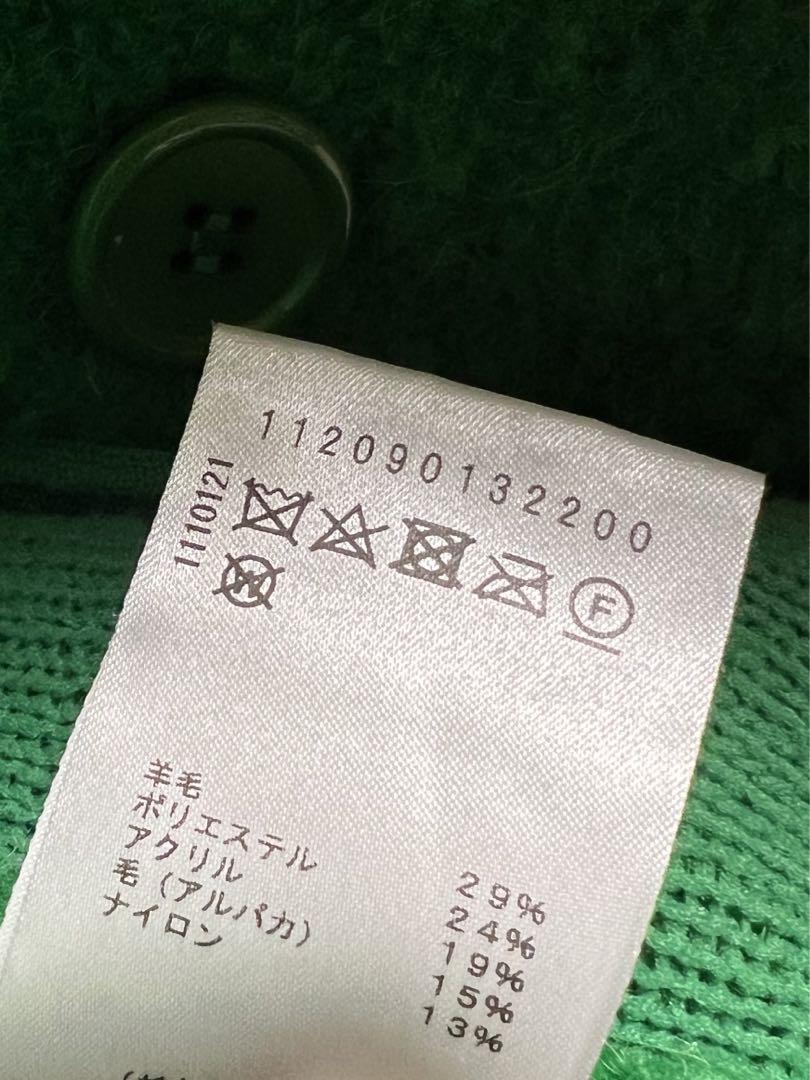 112090132200
1110121
F
W
羊毛 29%
ポリエステル 24%
アクリル 19%
毛(アルパカ) 15%
ナイロン 13%